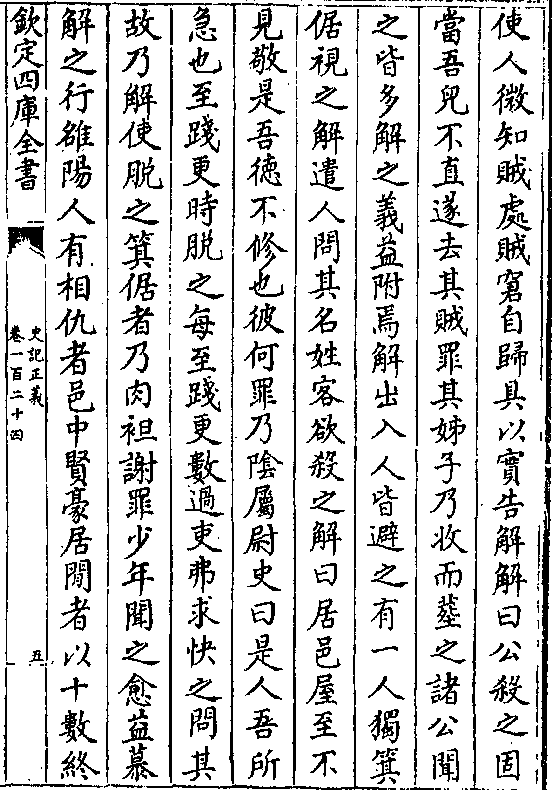 使人微知賊處賊窘自歸具以實告解解曰公殺之固
當吾兒不直遂去其賊罪其姊子乃收而塟之諸公聞
之皆多解之義益附焉解出入人皆避之有一人獨箕
倨視之解遣人問其名姓客欲殺之解曰居邑屋至不
見敬是吾徳不修也彼何罪乃陰屬尉史曰是人吾所
急也至踐更時脱之每至踐更數過吏弗求怏之問其
故乃解使脱之箕倨者乃肉袒謝罪少年聞之愈益慕
解之行雒陽人有相仇者邑中賢豪居閒者以十數終
欽定四庫全書
史記正義
卷一百二十四
五